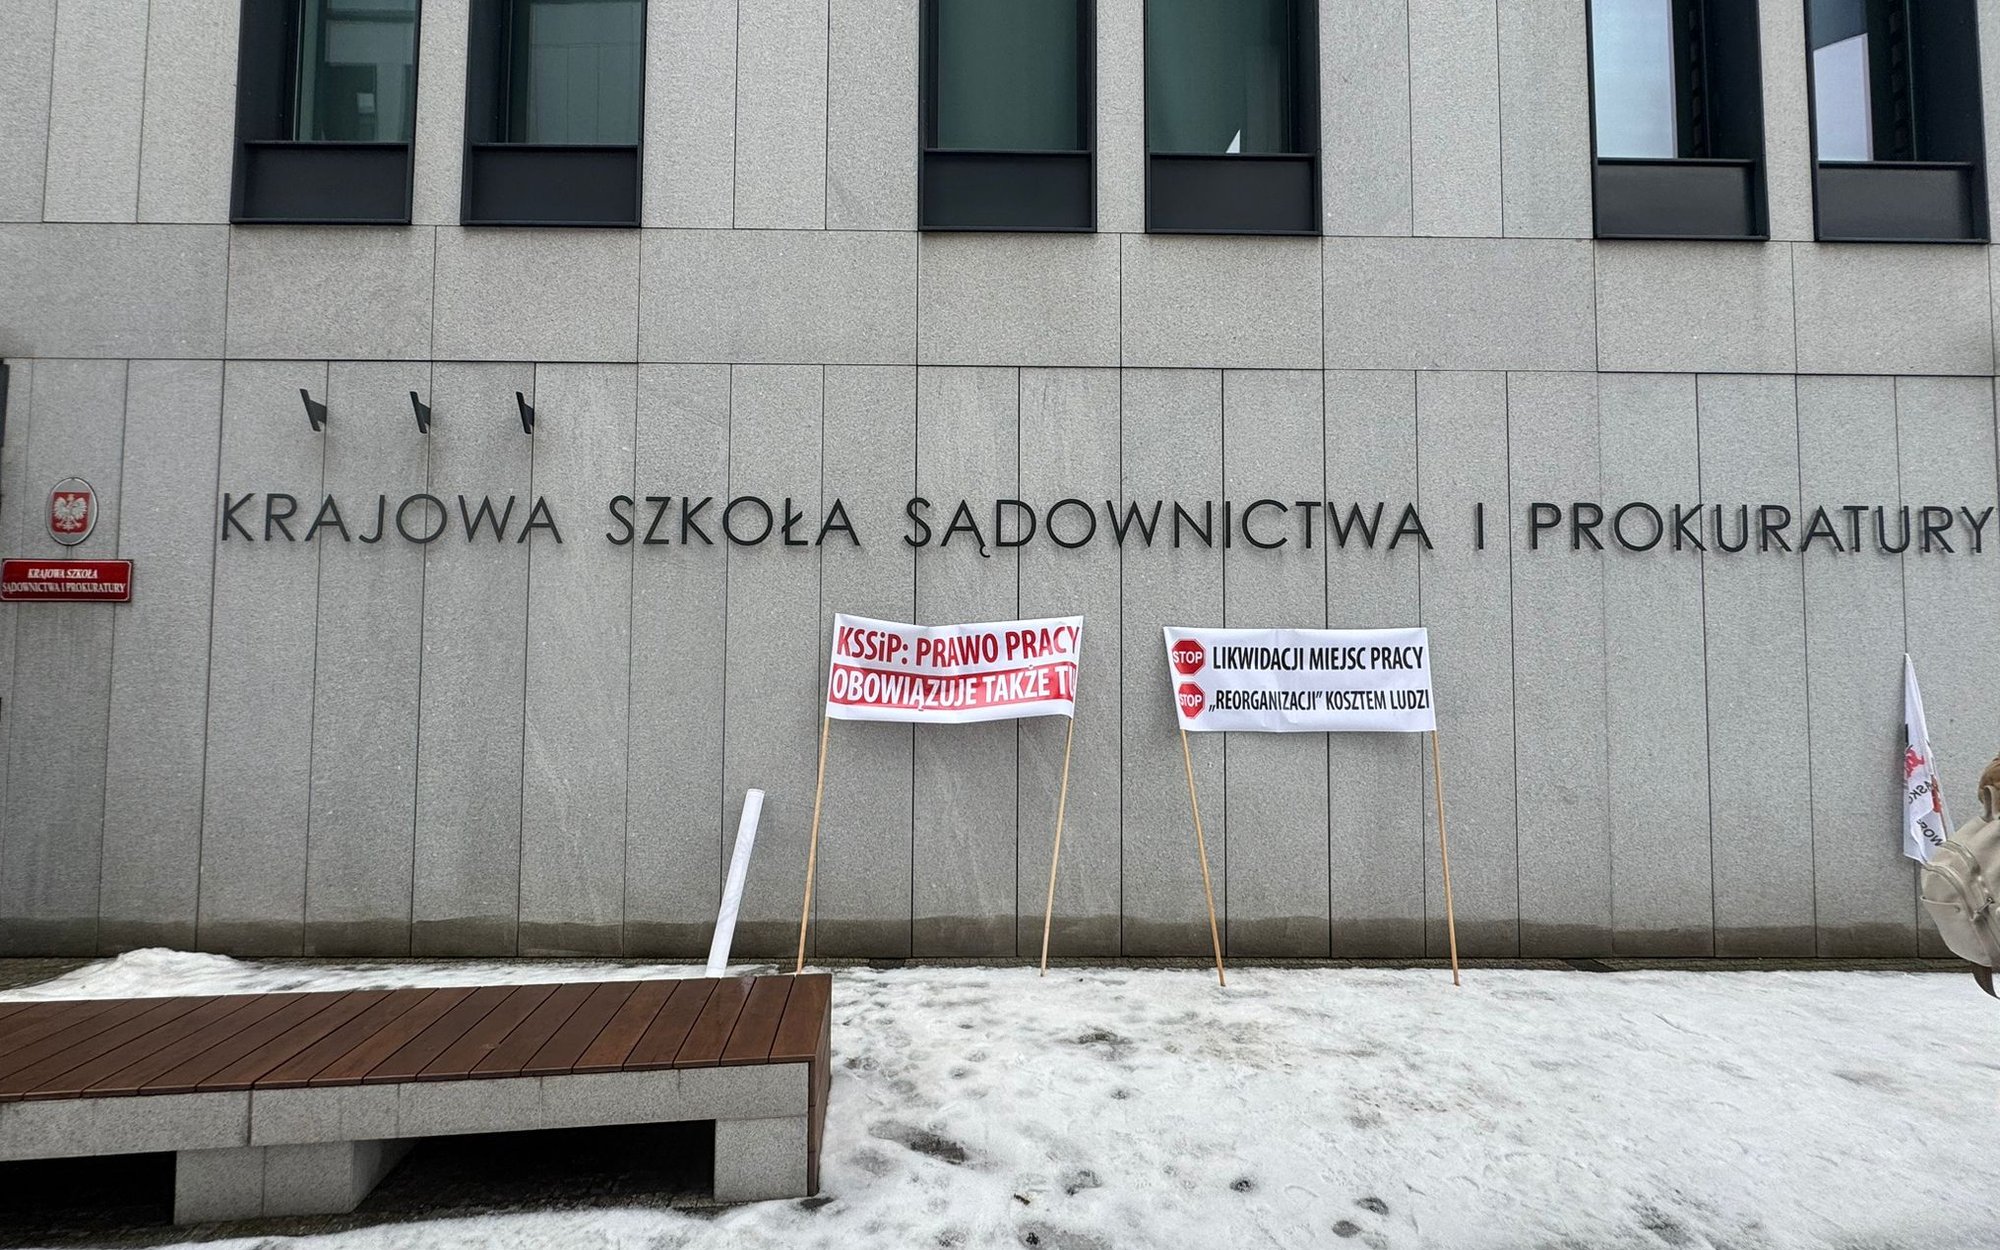 KRAJOWA SZKOŁA SĄDOWNICTWA I PROKURATURY
KRAJOWA SZKOŁA
SĄDOWNICTWA I PROKURATURY
KSSiP: PRAWO PRACY
OBOWIĄZUJE TAKŻE TU
STOP LIKWIDACJI MIEJSC PRACY
STOP „REORGANIZACJI” KOSZTEM LUDZI